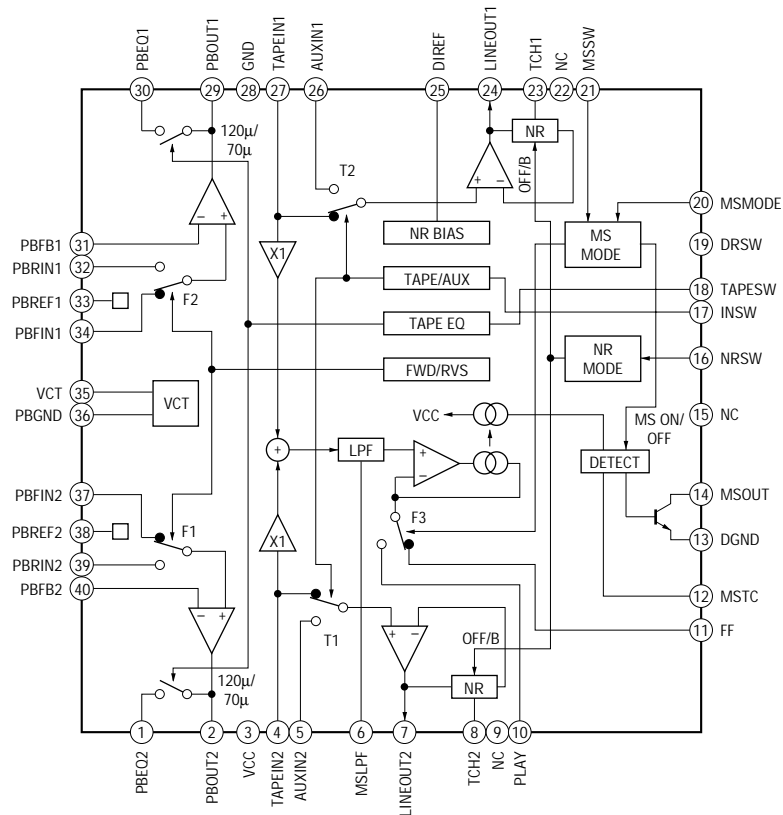 PBEQ1
PBOUT1
GND
TAPEIN1
AUXIN1
DIREF
LINEOUT1
TCH1
NC
MSSW
30
29
28
27
26
25
24
23
22
21
120μ/
70μ
T2
+
−
NR
OFF/B
−
+
20
MSMODE
PBFB1
31
NR BIAS
MS
MODE
19
DRSW
PBRIN1
32
X1
PBREF1
33
F2
TAPE/AUX
18
TAPESW
17
INSW
PBFIN1
34
TAPE EQ
FWD/RVS
NR
MODE
16
NRSW
VCT
35
VCT
PBGND
36
VCC
15
NC
MS ON/
OFF
+
LPF
+
−
DETECT
PBFIN2
37
14
MSOUT
PBREF2
38
F1
X1
F3
13
DGND
PBRIN2
39
12
MSTC
PBFB2
40
11
FF
−
+
T1
+
−
OFF/B
NR
120μ/
70μ
1
2
3
4
5
6
7
8
9
10
PBEQ2
PBOUT2
VCC
TAPEIN2
AUXIN2
MSLPF
LINEOUT2
TCH2
NC
PLAY